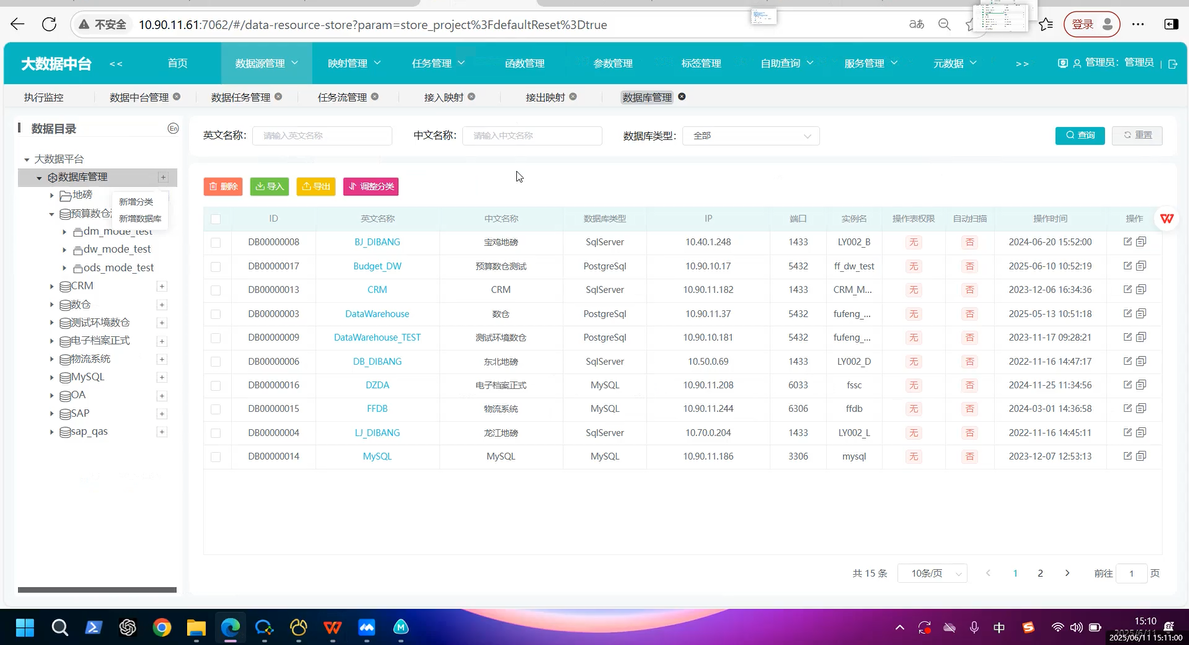 不安全 10.90.11.61:7062/#/data-resource-store?param=store_project%3FdefaultReset%3Dtrue aあ 登录
大数据中台 << 首页 数据源管理 映射管理 任务管理 函数管理 参数管理 标签管理 自助查询 服务管理 元数据 >> 管理员: 管理员
执行监控 数据中台管理 数据任务管理 任务流管理 接入映射 接出映射 数据库管理
数据目录 En
英文名称: 请输入英文名称 中文名称: 请输入中文名称 数据库类型: 全部 查询 重置
大数据平台
数据库管理 +
地磅
预算数仓
新增分类
新增数据库
dm_mode_test
dw_mode_test
ods_mode_test
CRM +
数仓 +
测试环境数仓 +
电子档案正式 +
物流系统 +
MySQL +
OA +
SAP +
sap_qas +
删除 导入 导出 调整分类
ID 英文名称 中文名称 数据库类型 IP 端口 实例名 操作表权限 自动扫描 操作时间 操作
DB00000008 BJ_DIBANG 宝鸡地磅 SqlServer 10.40.1.248 1433 LY002_B 无 否 2024-06-20 15:52:00
DB00000017 Budget_DW 预算数仓测试 PostgreSql 10.90.10.17 5432 ff_dw_test 无 否 2025-06-10 10:52:19
DB00000013 CRM CRM SqlServer 10.90.11.182 1433 CRM_M... 无 否 2023-12-06 16:34:36
DB00000003 DataWarehouse 数仓 PostgreSql 10.90.11.37 5432 fufeng_... 无 否 2025-05-13 10:51:18
DB00000009 DataWarehouse_TEST 测试环境数仓 PostgreSql 10.90.10.181 5432 fufeng_... 无 否 2023-11-17 09:28:21
DB00000006 DB_DIBANG 东北地磅 SqlServer 10.50.0.69 1433 LY002_D 无 否 2022-11-16 14:47:17
DB00000016 DZDA 电子档案正式 MySQL 10.90.11.208 6033 fssc 无 否 2024-11-25 11:34:56
DB00000015 FFDB 物流系统 MySQL 10.90.11.244 6306 ffdb 无 否 2024-03-01 14:36:58
DB00000004 LJ_DIBANG 龙江地磅 SqlServer 10.70.0.204 1433 LY002_L 无 否 2022-11-16 14:45:11
DB00000014 MySQL MySQL MySQL 10.90.11.186 3306 mysql 无 否 2023-12-07 12:53:13
共 15 条 10条/页 1 2 前往 1 页
中 15:10
2025/06/11 15:11:00